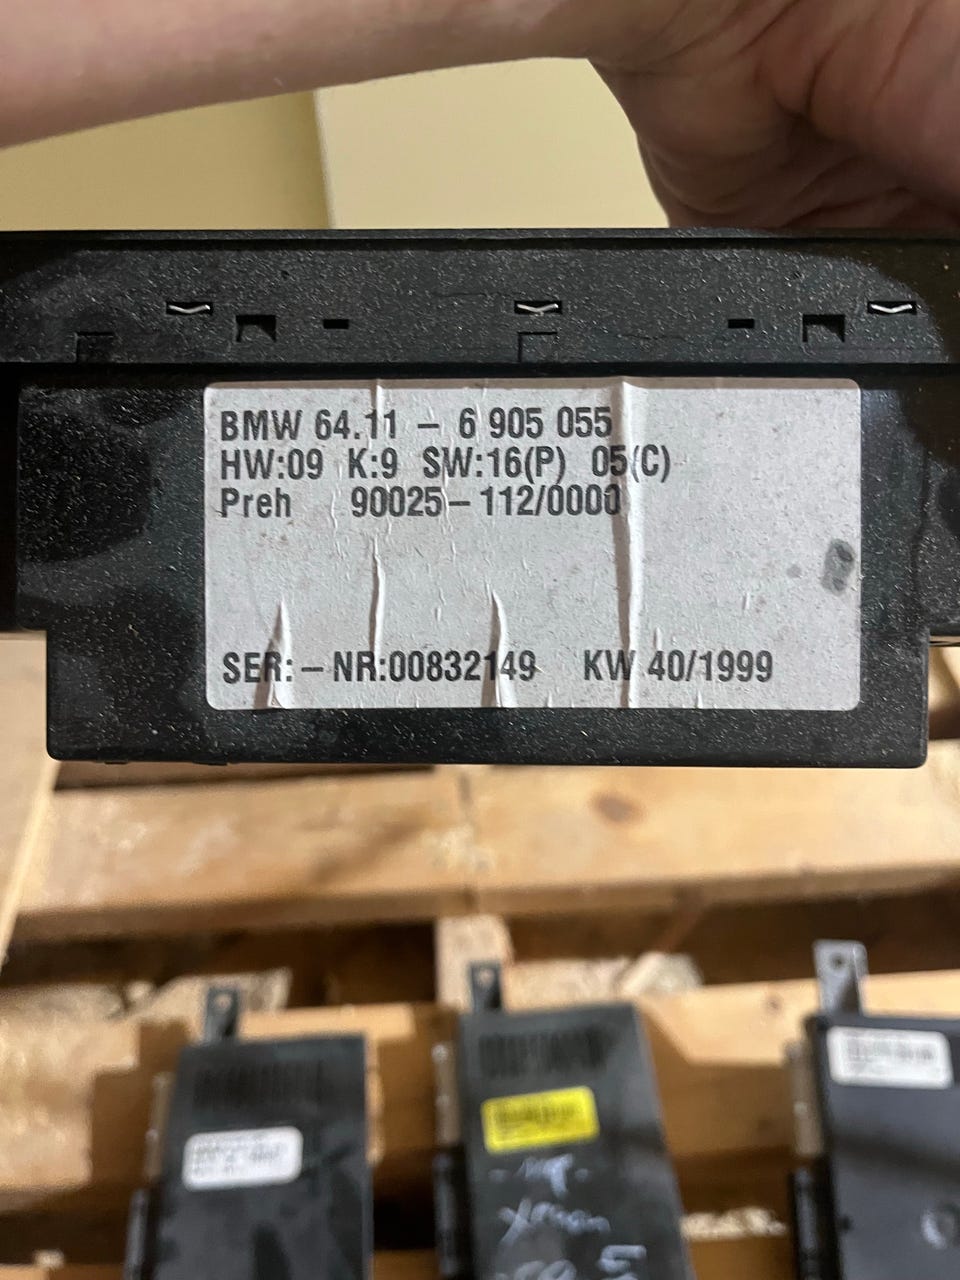 BMW 64.11 – 6 905 055
HW:09 K:9 SW:16(P) 05(C)
Preh 90025–112/0000
SER:–NR:00832149 KW 40/1999